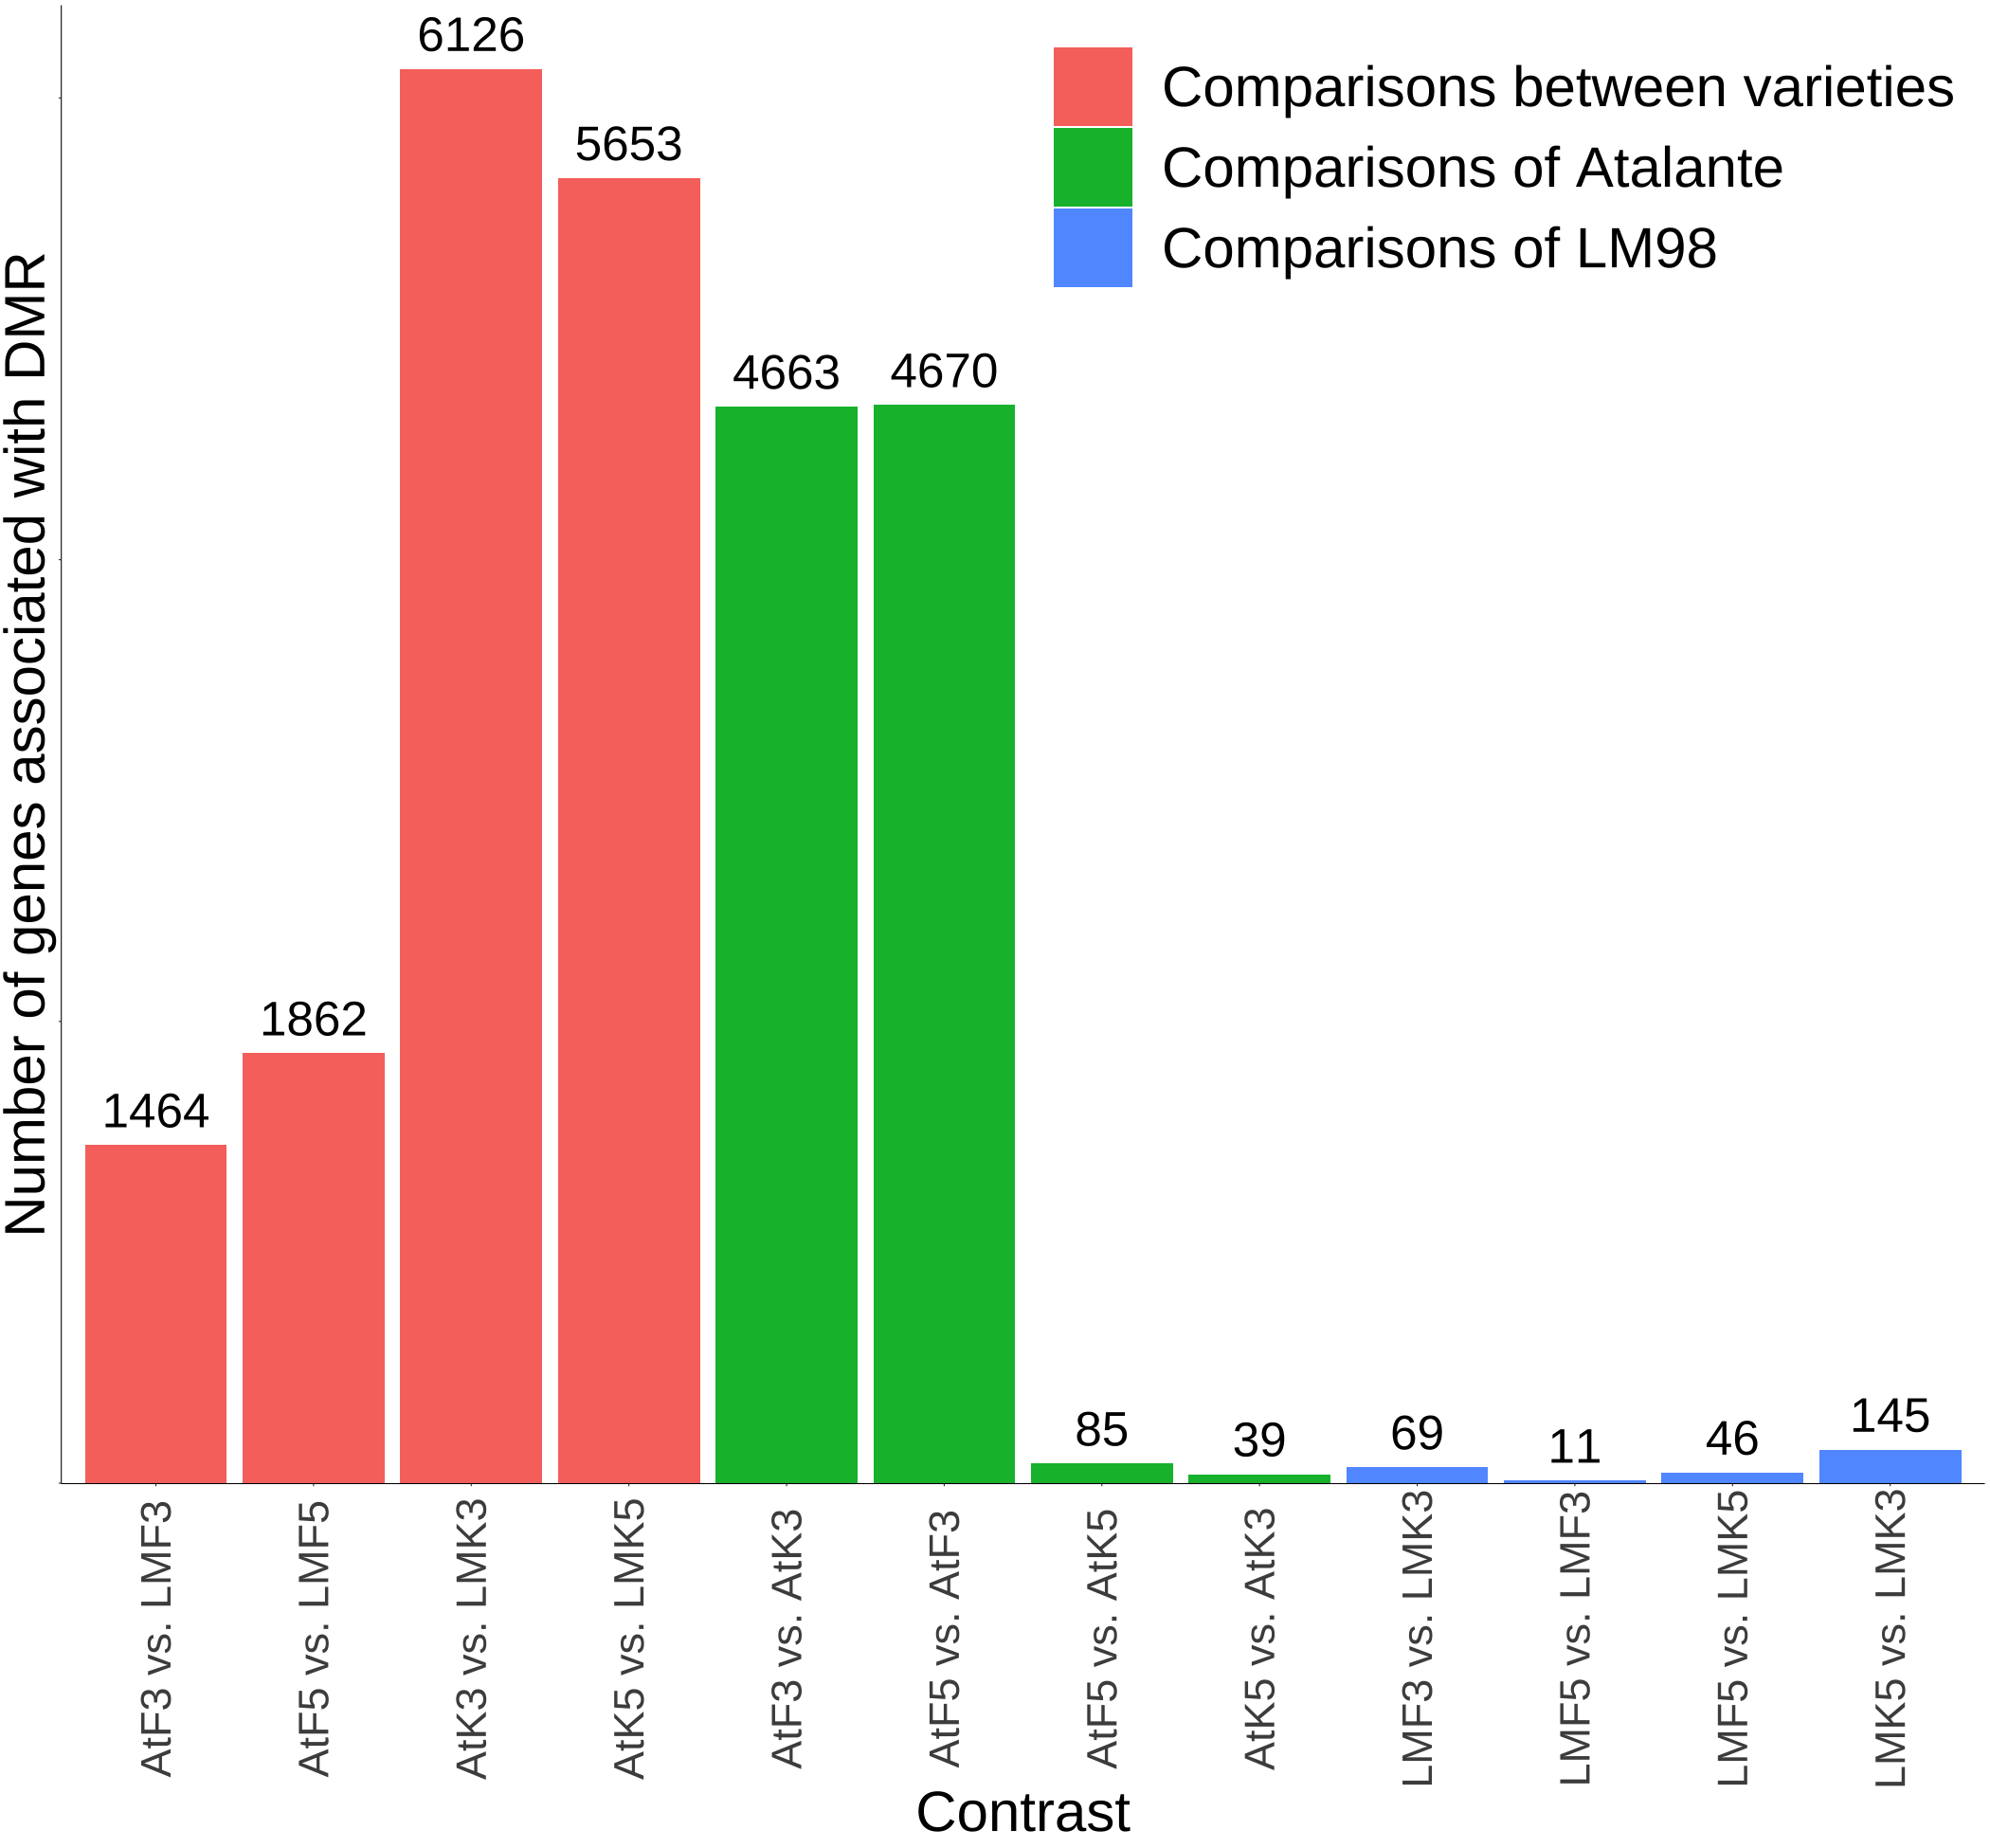 Number of genes associated with DMR
6126
5653
4663
4670
1862
1464
85
39
69
11
46
145
Comparisons between varieties
Comparisons of Atalante
Comparisons of LM98
AtF3 vs. LMF3
AtF5 vs. LMF5
AtK3 vs. LMK3
AtK5 vs. LMK5
AtF3 vs. AtK3
AtF5 vs. AtF3
AtF5 vs. AtK5
AtK5 vs. AtK3
LMF3 vs. LMK3
LMF5 vs. LMF3
LMF5 vs. LMK5
LMK5 vs. LMK3
Contrast